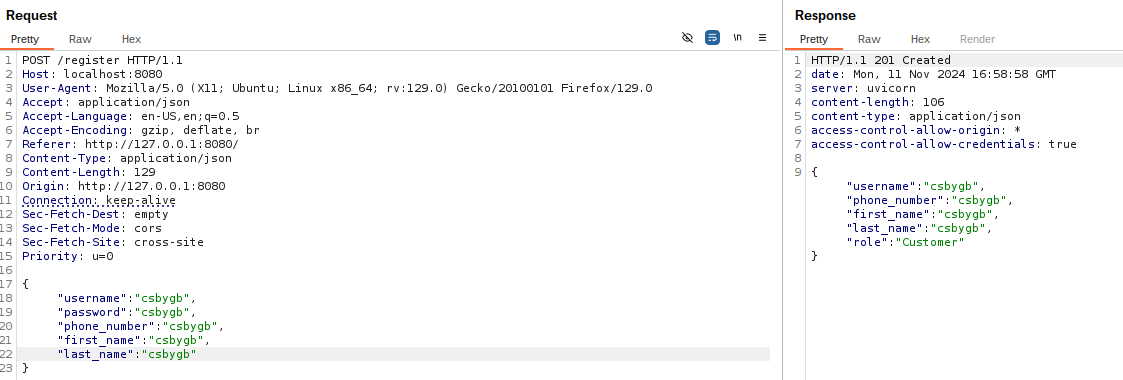 Request
Pretty Raw Hex
\n
1 POST /register HTTP/1.1
2 Host: localhost:8080
3 User-Agent: Mozilla/5.0 (X11; Ubuntu; Linux x86_64; rv:129.0) Gecko/20100101 Firefox/129.0
4 Accept: application/json
5 Accept-Language: en-US,en;q=0.5
6 Accept-Encoding: gzip, deflate, br
7 Referer: http://127.0.0.1:8080/
8 Content-Type: application/json
9 Content-Length: 129
10 Origin: http://127.0.0.1:8080
11 Connection: keep-alive
12 Sec-Fetch-Dest: empty
13 Sec-Fetch-Mode: cors
14 Sec-Fetch-Site: cross-site
15 Priority: u=0
16
17 {
18 "username":"csbygb",
19 "password":"csbygb",
20 "phone_number":"csbygb",
21 "first_name":"csbygb",
22 "last_name":"csbygb"
23 }
Response
Pretty Raw Hex Render
1 HTTP/1.1 201 Created
2 date: Mon, 11 Nov 2024 16:58:58 GMT
3 server: uvicorn
4 content-length: 106
5 content-type: application/json
6 access-control-allow-origin: *
7 access-control-allow-credentials: true
8
9 {
"username":"csbygb",
"phone_number":"csbygb",
"first_name":"csbygb",
"last_name":"csbygb",
"role":"Customer"
}